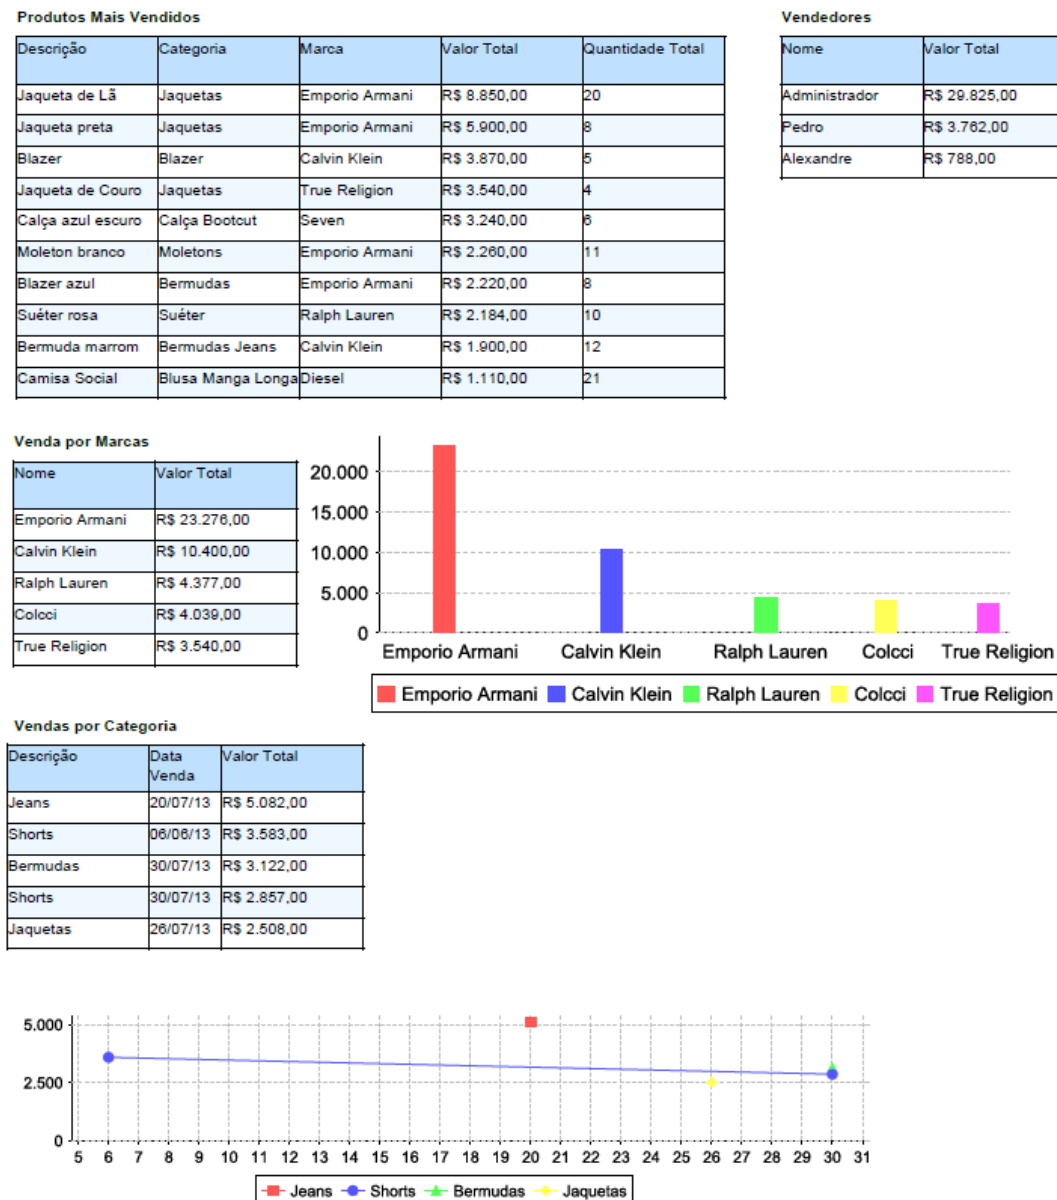 Produtos Mais Vendidos
Descrição Categoria Marca Valor Total Quantidade Total
Jaqueta de Lã Jaquetas Emporio Armani R$ 8.850,00 20
Jaqueta preta Jaquetas Emporio Armani R$ 5.900,00 8
Blazer Blazer Calvin Klein R$ 3.870,00 5
Jaqueta de Couro Jaquetas True Religion R$ 3.540,00 4
Calça azul escuro Calça Bootcut Seven R$ 3.240,00 6
Moleton branco Moletons Emporio Armani R$ 2.260,00 11
Blazer azul Bermudas Emporio Armani R$ 2.220,00 8
Suéter rosa Suéter Ralph Lauren R$ 2.184,00 10
Bermuda marrom Bermudas Jeans Calvin Klein R$ 1.900,00 12
Camisa Social Blusa Manga Longa Diesel R$ 1.110,00 21
Vendedores
Nome Valor Total
Administrador R$ 29.825,00
Pedro R$ 3.762,00
Alexandre R$ 788,00
Venda por Marcas
Nome Valor Total
Emporio Armani R$ 23.276,00
Calvin Klein R$ 10.400,00
Ralph Lauren R$ 4.377,00
Colcci R$ 4.039,00
True Religion R$ 3.540,00
20.000
15.000
10.000
5.000
0
Emporio Armani Calvin Klein Ralph Lauren Colcci True Religion
Emporio Armani Calvin Klein Ralph Lauren Colcci True Religion
Vendas por Categoria
Descrição Data Valor Total
Venda
Jeans 20/07/13 R$ 5.082,00
Shorts 06/06/13 R$ 3.583,00
Bermudas 30/07/13 R$ 3.122,00
Shorts 30/07/13 R$ 2.857,00
Jaquetas 26/07/13 R$ 2.508,00
5.000
2.500
0
5 6 7 8 9 10 11 12 13 14 15 16 17 18 19 20 21 22 23 24 25 26 27 28 29 30 31
Jeans Shorts Bermudas Jaquetas